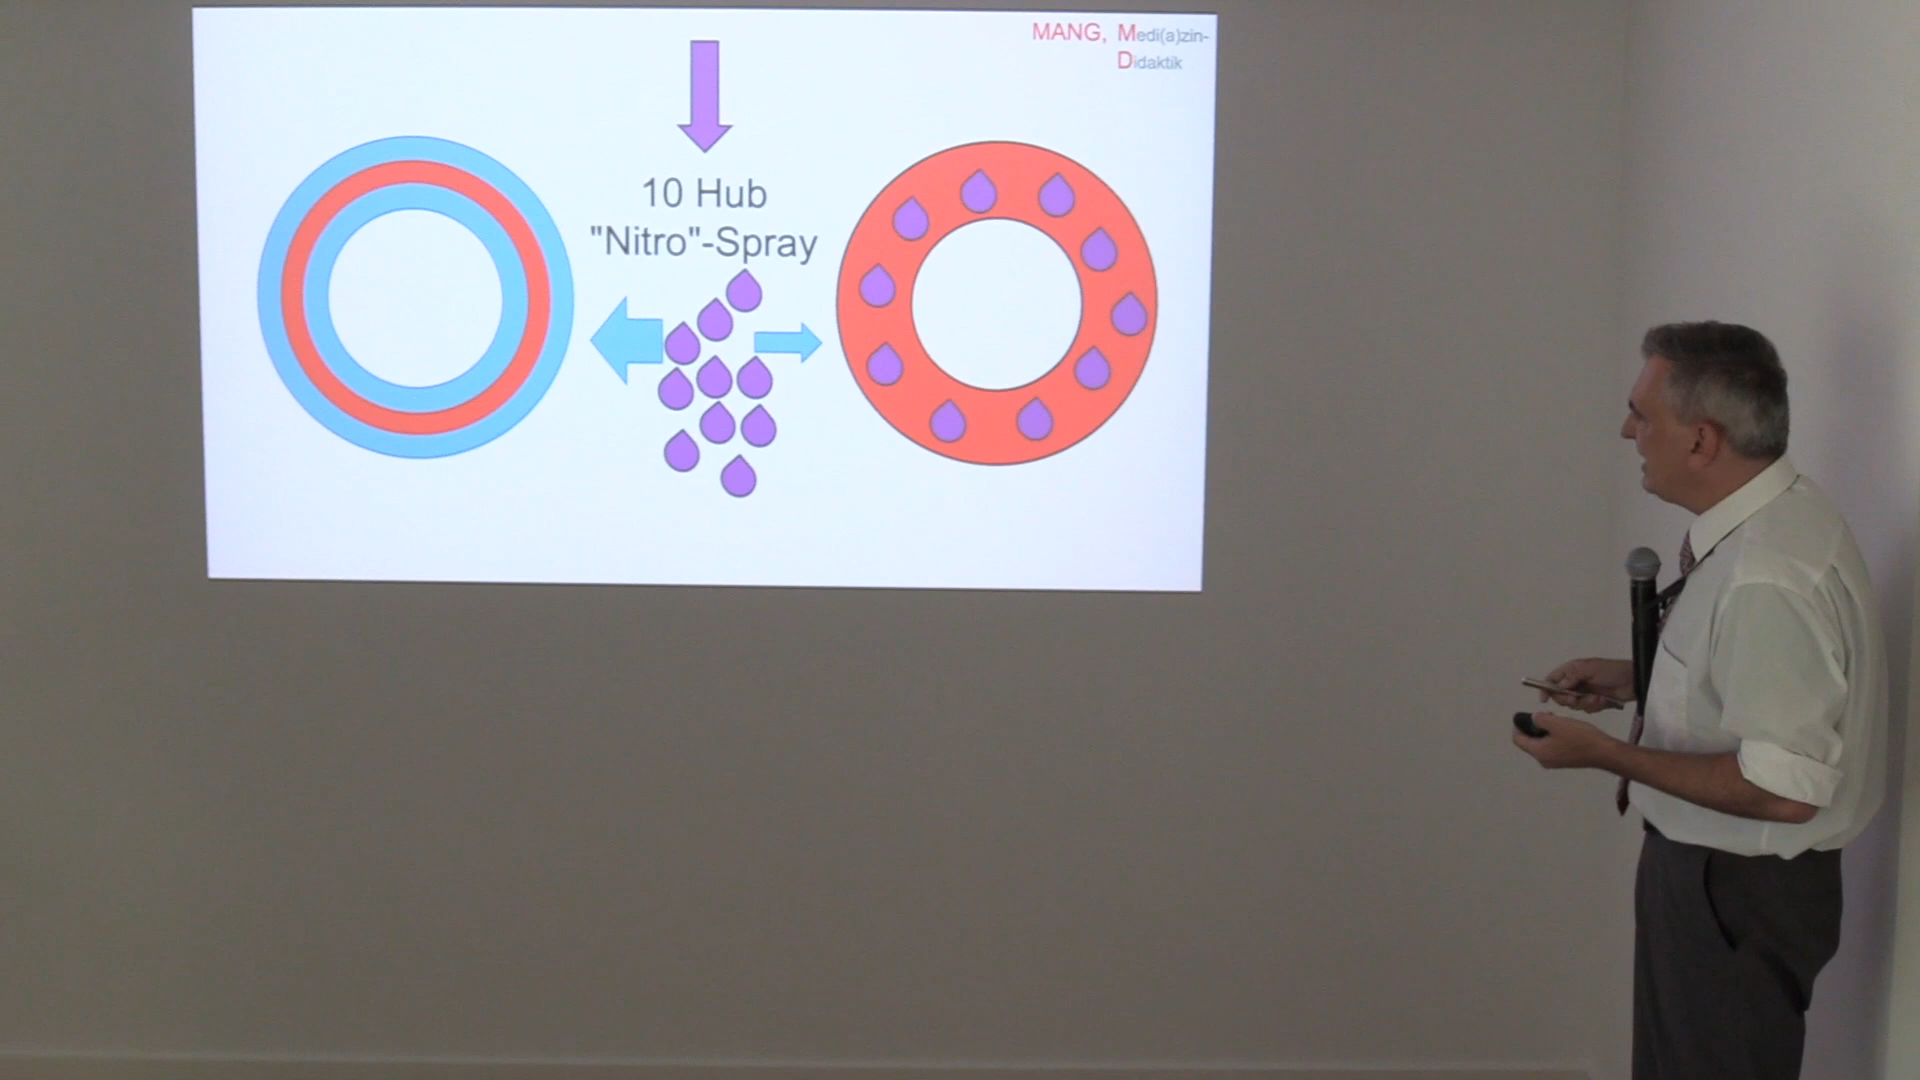 MANG, Medi(a)zin-
Didaktik
10 Hub
"Nitro"-Spray